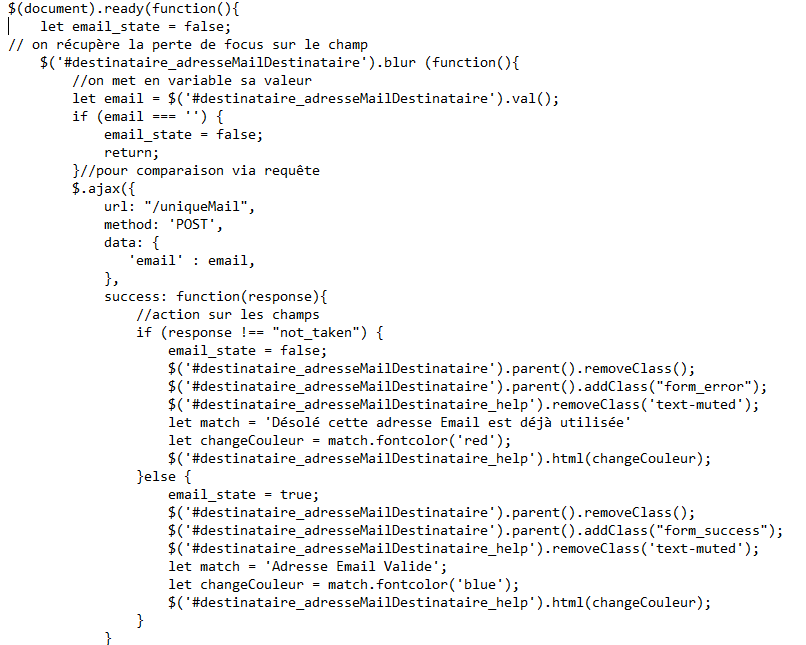 $(document).ready(function(){
    let email_state = false;
// on récupère la perte de focus sur le champ
    $('#destinataire_adresseMailDestinataire').blur (function(){
        //on met en variable sa valeur
        let email = $('#destinataire_adresseMailDestinataire').val();
        if (email === '') {
            email_state = false;
            return;
        }//pour comparaison via requête
        $.ajax({
            url: "/uniqueMail",
            method: 'POST',
            data: {
               'email' : email,
            },
            success: function(response){
                //action sur les champs
                if (response !== "not_taken") {
                    email_state = false;
                    $('#destinataire_adresseMailDestinataire').parent().removeClass();
                    $('#destinataire_adresseMailDestinataire').parent().addClass("form_error");
                    $('#destinataire_adresseMailDestinataire_help').removeClass('text-muted');
                    let match = 'Désolé cette adresse Email est déjà utilisée'
                    let changeCouleur = match.fontcolor('red');
                    $('#destinataire_adresseMailDestinataire_help').html(changeCouleur);
                }else {
                    email_state = true;
                    $('#destinataire_adresseMailDestinataire').parent().removeClass();
                    $('#destinataire_adresseMailDestinataire').parent().addClass("form_success");
                    $('#destinataire_adresseMailDestinataire_help').removeClass('text-muted');
                    let match = 'Adresse Email Valide';
                    let changeCouleur = match.fontcolor('blue');
                    $('#destinataire_adresseMailDestinataire_help').html(changeCouleur);
                }
            }